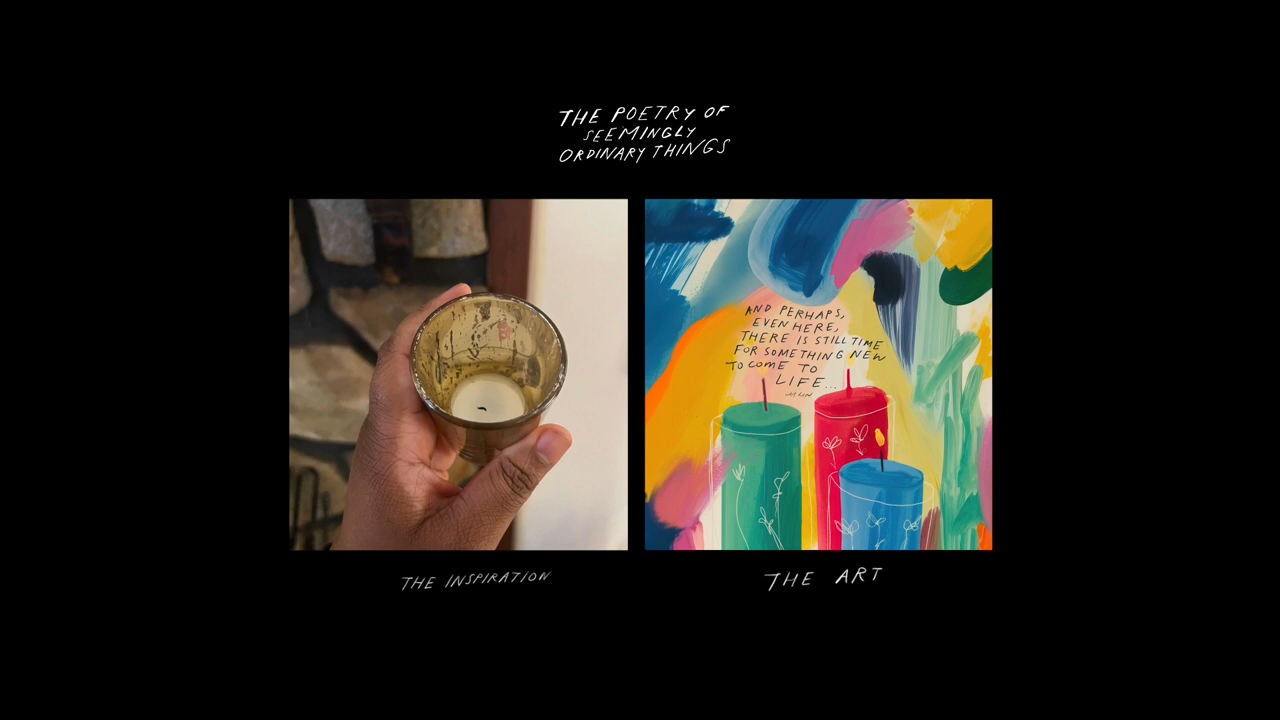 THE POETRY OF
SEEMINGLY
ORDINARY THINGS
AND PERHAPS,
EVEN HERE,
THERE IS STILL TIME
FOR SOMETHING NEW
TO COME TO
LIFE...
THE INSPIRATION
THE ART